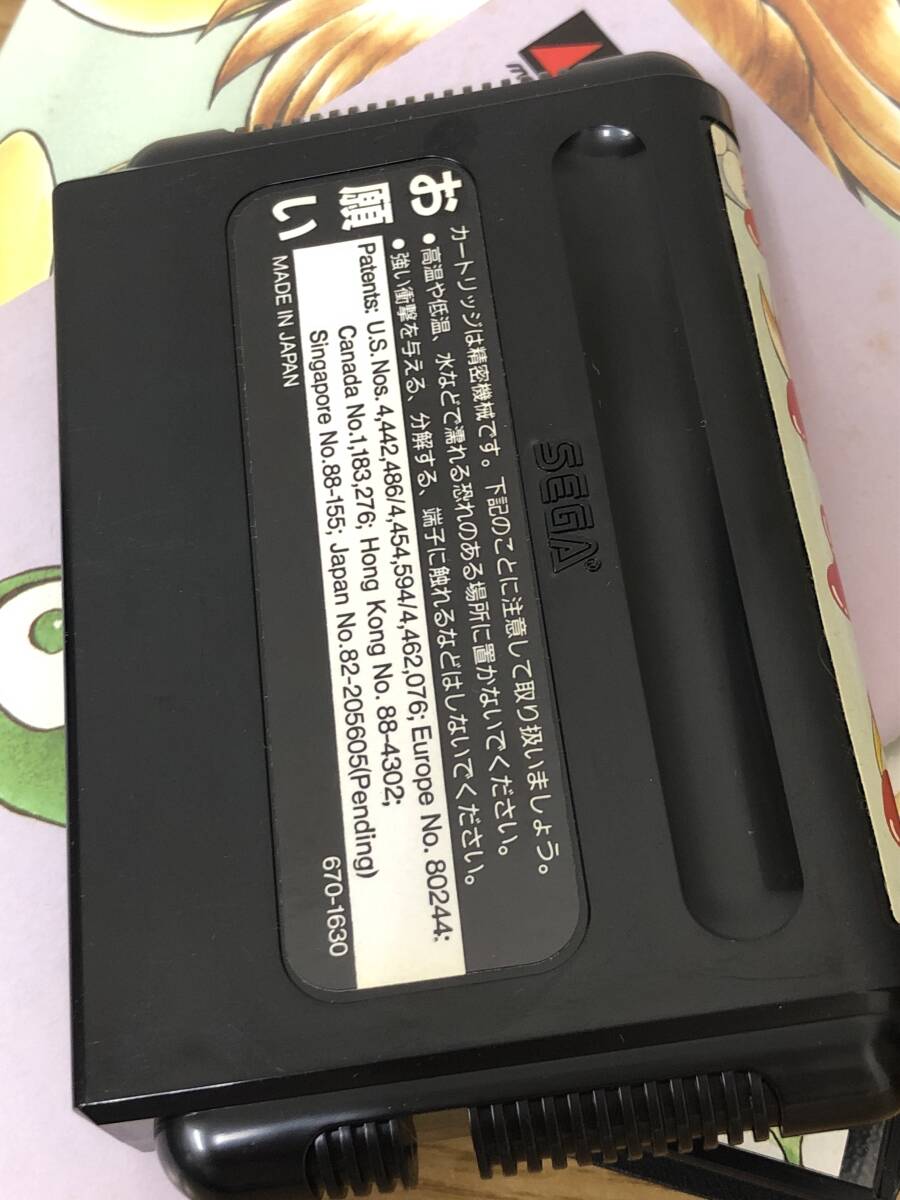 SEGA®
お願い
カートリッジは精密機械です。下記のことに注意して取り扱いましょう。
●高温や低温、水などで濡れる恐れのある場所に置かないでください。
●強い衝撃を与える、分解する、端子に触れるなどはしないでください。
Patents: U.S. Nos. 4,442,486/4,454,594/4,462,076; Europe No. 80244:
Canada No.1,183,276; Hong Kong No. 88-4302;
Singapore No.88-155; Japan No.82-205605(Pending)
MADE IN JAPAN
670-1630